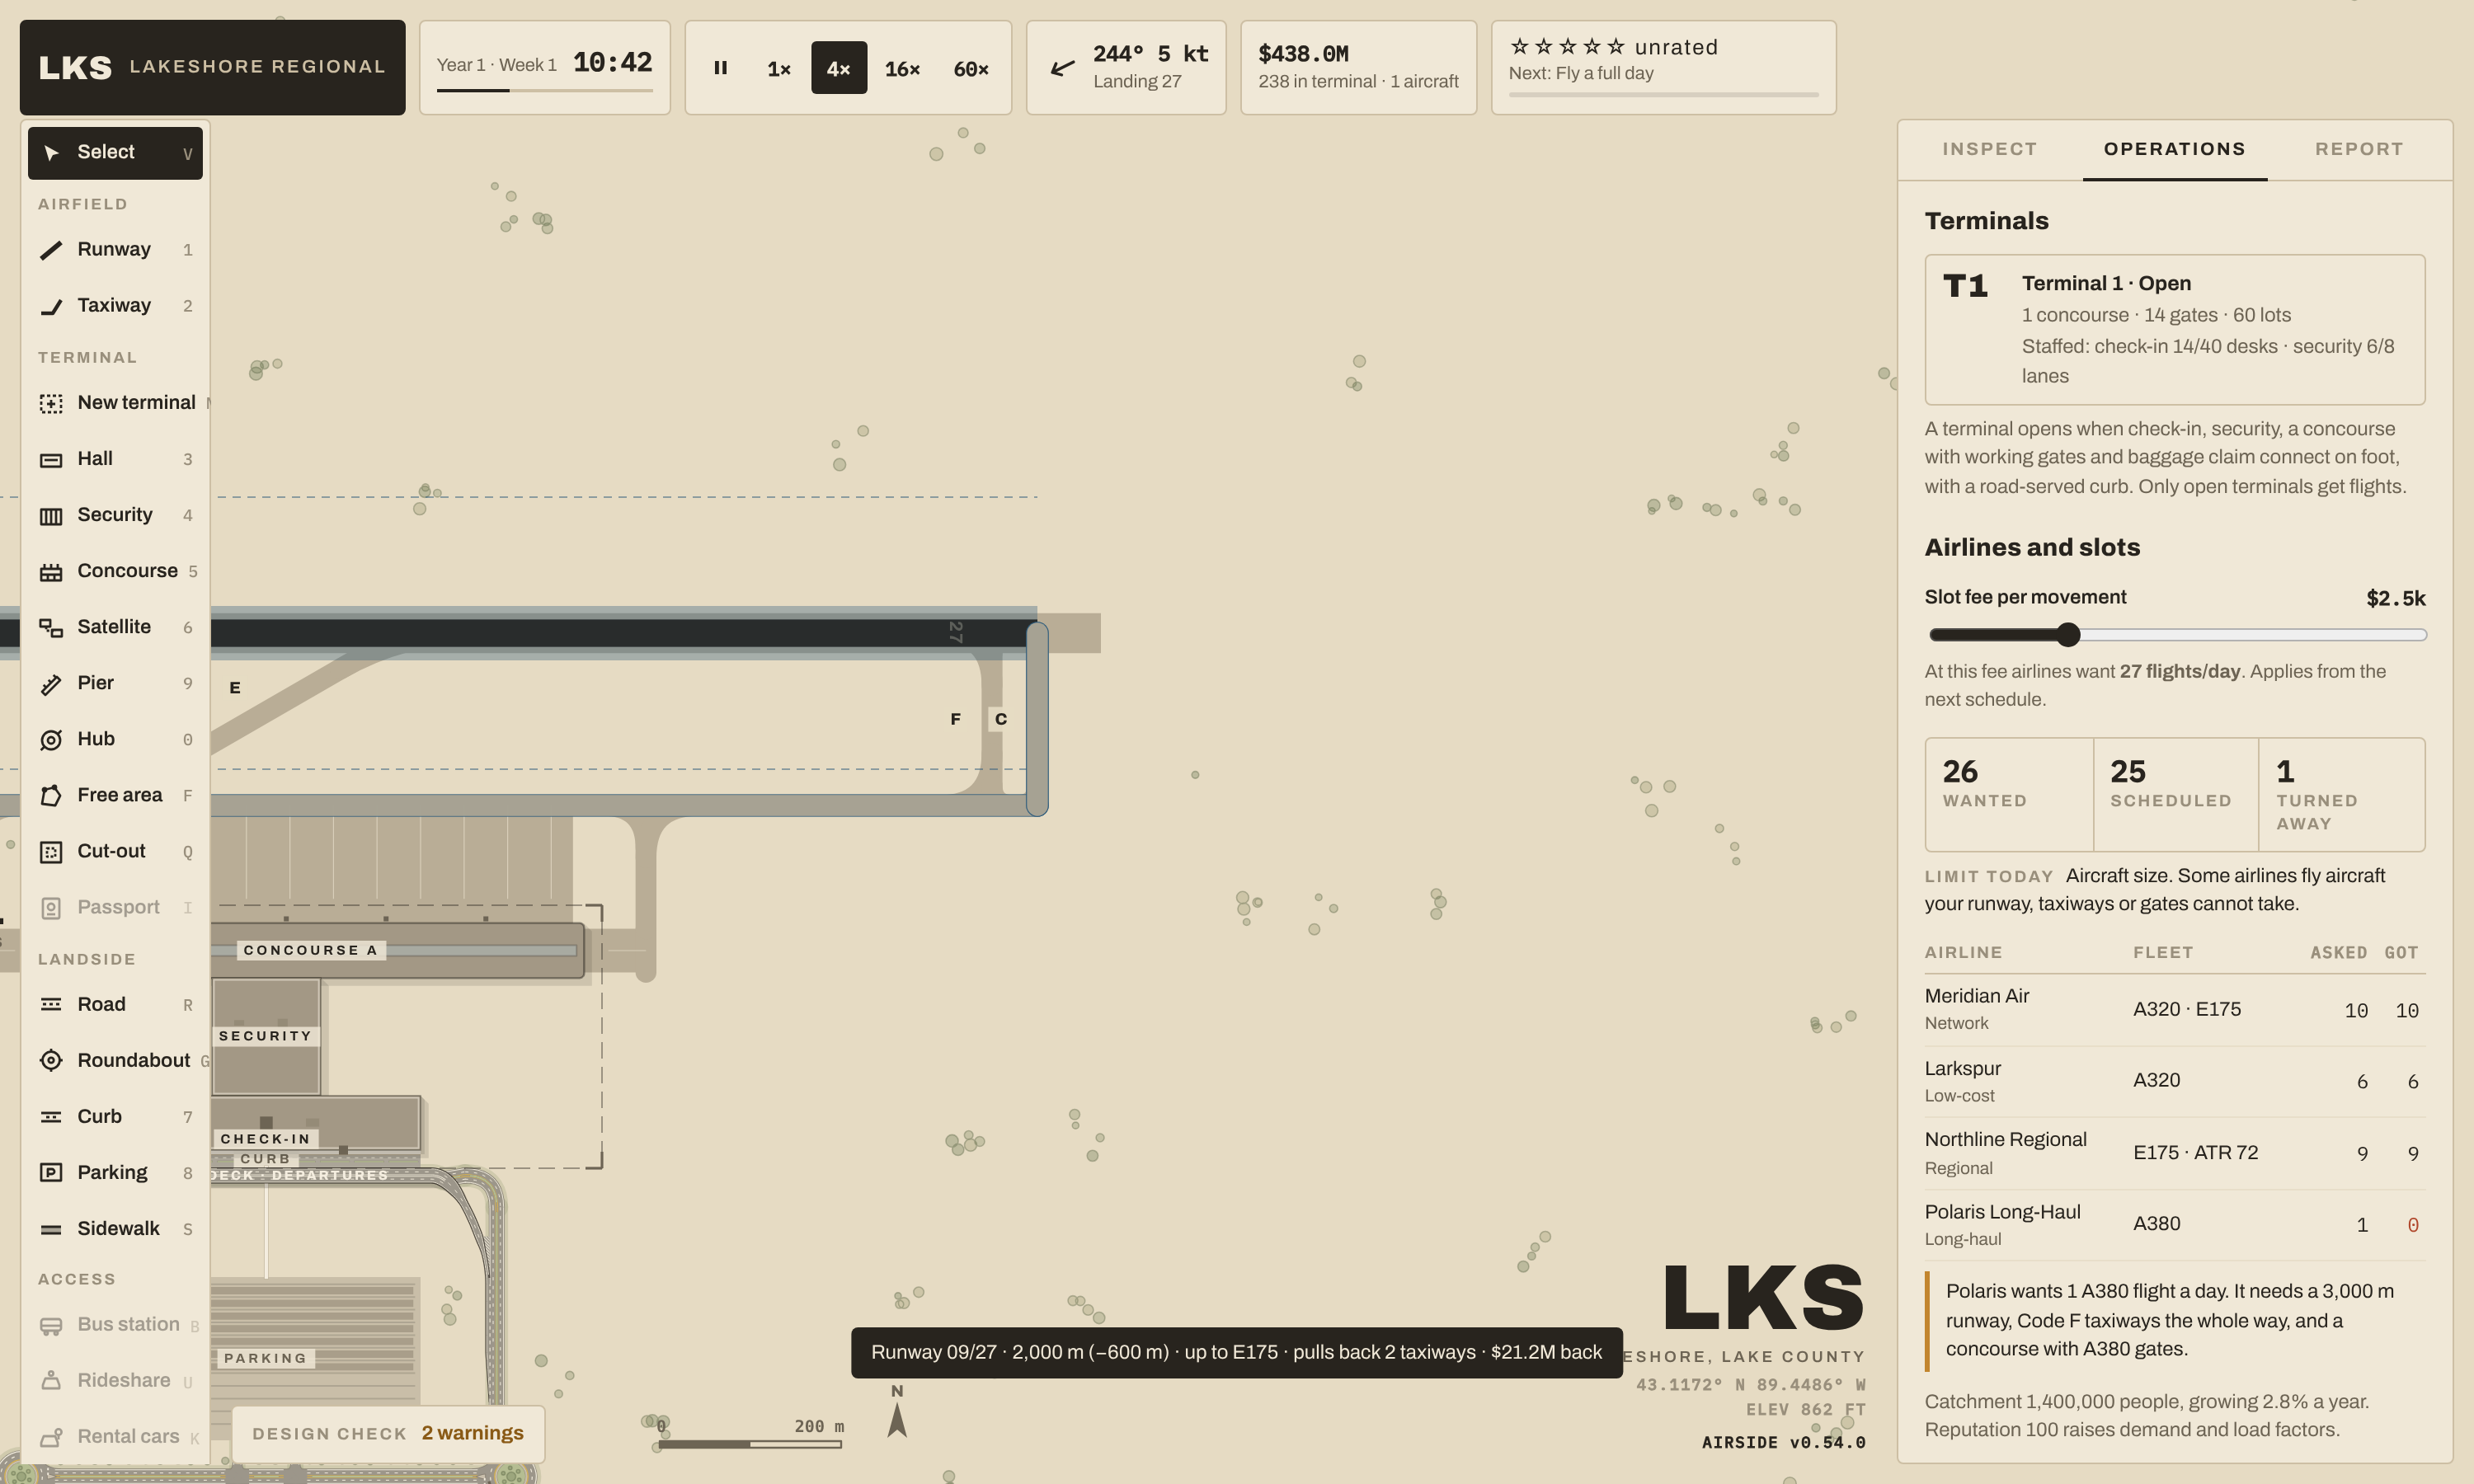 LKS LAKESHORE REGIONAL
Year 1 · Week 1 10:42
1× 4× 16× 60×
244° 5 kt
Landing 27
$438.0M
238 in terminal · 1 aircraft
☆☆☆☆☆ unrated
Next: Fly a full day
Select V
AIRFIELD
Runway 1
Taxiway 2
TERMINAL
New terminal
Hall 3
Security 4
Concourse 5
Satellite 6
Pier 9
Hub 0
Free area F
Cut-out Q
Passport I
LANDSIDE
Road R
Roundabout G
Curb 7
Parking 8
Sidewalk S
ACCESS
Bus station B
Rideshare U
Rental cars K
27
E
F
C
CONCOURSE A
SECURITY
CHECK-IN
CURB
DECK · DEPARTURES
PARKING
DESIGN CHECK 2 warnings
0 200 m
N
Runway 09/27 · 2,000 m (−600 m) · up to E175 · pulls back 2 taxiways · $21.2M back
LKS
ESHORE, LAKE COUNTY
43.1172° N 89.4486° W
ELEV 862 FT
AIRSIDE v0.54.0
INSPECT OPERATIONS REPORT
Terminals
T1 Terminal 1 · Open
1 concourse · 14 gates · 60 lots
Staffed: check-in 14/40 desks · security 6/8
lanes
A terminal opens when check-in, security, a concourse
with working gates and baggage claim connect on foot,
with a road-served curb. Only open terminals get flights.
Airlines and slots
Slot fee per movement $2.5k
At this fee airlines want 27 flights/day. Applies from the
next schedule.
26 25 1
WANTED SCHEDULED TURNED
AWAY
LIMIT TODAY Aircraft size. Some airlines fly aircraft
your runway, taxiways or gates cannot take.
AIRLINE FLEET ASKED GOT
Meridian Air A320 · E175 10 10
Network
Larkspur A320 6 6
Low-cost
Northline Regional E175 · ATR 72 9 9
Regional
Polaris Long-Haul A380 1 0
Long-haul
Polaris wants 1 A380 flight a day. It needs a 3,000 m
runway, Code F taxiways the whole way, and a
concourse with A380 gates.
Catchment 1,400,000 people, growing 2.8% a year.
Reputation 100 raises demand and load factors.